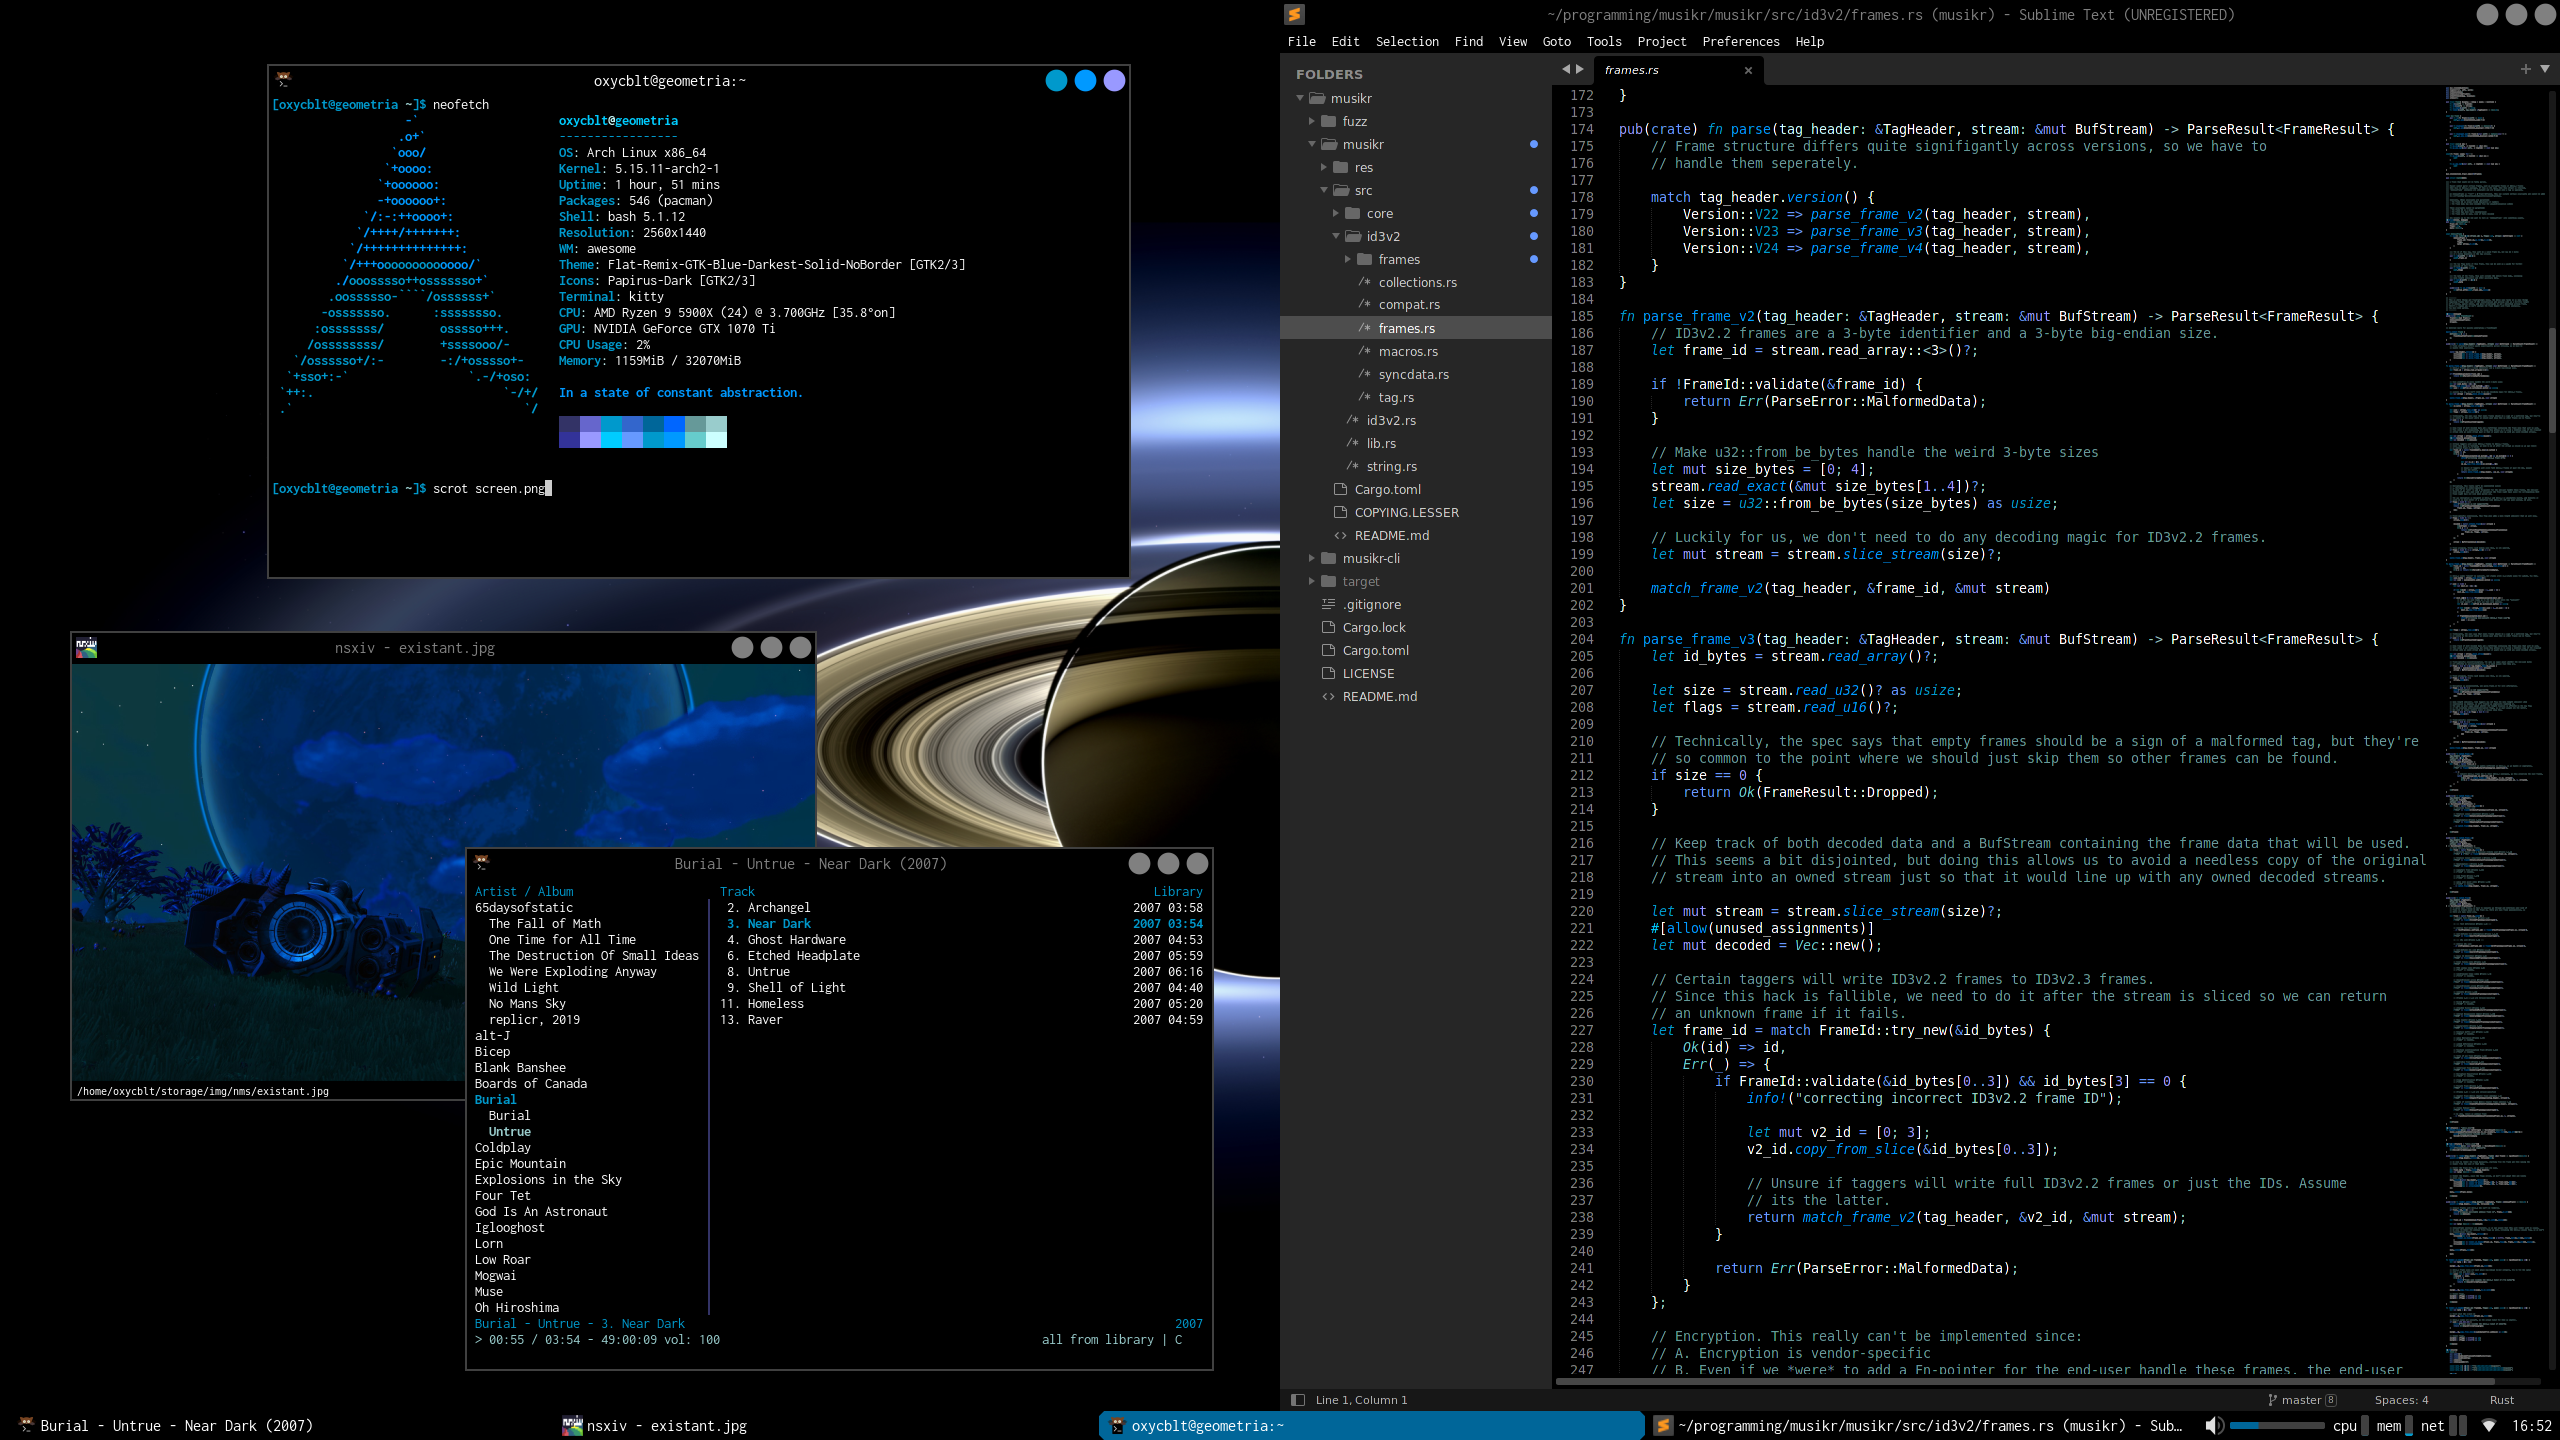 oxycblt@geometria:~
[oxycblt@geometria ~]$ neofetch
oxycblt@geometria
-----------------
OS: Arch Linux x86_64
Kernel: 5.15.11-arch2-1
Uptime: 1 hour, 51 mins
Packages: 546 (pacman)
Shell: bash 5.1.12
Resolution: 2560x1440
WM: awesome
Theme: Flat-Remix-GTK-Blue-Darkest-Solid-NoBorder [GTK2/3]
Icons: Papirus-Dark [GTK2/3]
Terminal: kitty
CPU: AMD Ryzen 9 5900X (24) @ 3.700GHz [35.8°on]
GPU: NVIDIA GeForce GTX 1070 Ti
CPU Usage: 2%
Memory: 1159MiB / 32070MiB
In a state of constant abstraction.
[oxycblt@geometria ~]$ scrot screen.png
nsxiv - existant.jpg
/home/oxycblt/storage/img/nms/existant.jpg
Burial - Untrue - Near Dark (2007)
Artist / Album
65daysofstatic
The Fall of Math
One Time for All Time
The Destruction Of Small Ideas
We Were Exploding Anyway
Wild Light
No Mans Sky
replicr, 2019
alt-J
Bicep
Blank Banshee
Boards of Canada
Burial
Burial
Untrue
Coldplay
Epic Mountain
Explosions in the Sky
Four Tet
God Is An Astronaut
Iglooghost
Lorn
Low Roar
Mogwai
Muse
Oh Hiroshima
Track Library
2. Archangel 2007 03:58
3. Near Dark 2007 03:54
4. Ghost Hardware 2007 04:53
6. Etched Headplate 2007 05:59
8. Untrue 2007 06:16
9. Shell of Light 2007 04:40
11. Homeless 2007 05:20
13. Raver 2007 04:59
Burial - Untrue - 3. Near Dark 2007
> 00:55 / 03:54 - 49:00:09 vol: 100 all from library | C
~/programming/musikr/musikr/src/id3v2/frames.rs (musikr) - Sublime Text (UNREGISTERED)
File Edit Selection Find View Goto Tools Project Preferences Help
FOLDERS
musikr
fuzz
musikr
res
src
core
id3v2
frames
/* collections.rs
/* compat.rs
/* frames.rs
/* macros.rs
/* syncdata.rs
/* tag.rs
/* id3v2.rs
/* lib.rs
/* string.rs
Cargo.toml
COPYING.LESSER
<> README.md
musikr-cli
target
.gitignore
Cargo.lock
Cargo.toml
LICENSE
<> README.md
frames.rs
172 }
173
174 pub(crate) fn parse(tag_header: &TagHeader, stream: &mut BufStream) -> ParseResult<FrameResult> {
175 // Frame structure differs quite signifigantly across versions, so we have to
176 // handle them seperately.
177
178 match tag_header.version() {
179 Version::V22 => parse_frame_v2(tag_header, stream),
180 Version::V23 => parse_frame_v3(tag_header, stream),
181 Version::V24 => parse_frame_v4(tag_header, stream),
182 }
183 }
184
185 fn parse_frame_v2(tag_header: &TagHeader, stream: &mut BufStream) -> ParseResult<FrameResult> {
186 // ID3v2.2 frames are a 3-byte identifier and a 3-byte big-endian size.
187 let frame_id = stream.read_array::<3>()?;
188
189 if !FrameId::validate(&frame_id) {
190 return Err(ParseError::MalformedData);
191 }
192
193 // Make u32::from_be_bytes handle the weird 3-byte sizes
194 let mut size_bytes = [0; 4];
195 stream.read_exact(&mut size_bytes[1..4])?;
196 let size = u32::from_be_bytes(size_bytes) as usize;
197
198 // Luckily for us, we don't need to do any decoding magic for ID3v2.2 frames.
199 let mut stream = stream.slice_stream(size)?;
200
201 match_frame_v2(tag_header, &frame_id, &mut stream)
202 }
203
204 fn parse_frame_v3(tag_header: &TagHeader, stream: &mut BufStream) -> ParseResult<FrameResult> {
205 let id_bytes = stream.read_array()?;
206
207 let size = stream.read_u32()? as usize;
208 let flags = stream.read_u16()?;
209
210 // Technically, the spec says that empty frames should be a sign of a malformed tag, but they're
211 // so common to the point where we should just skip them so other frames can be found.
212 if size == 0 {
213 return Ok(FrameResult::Dropped);
214 }
215
216 // Keep track of both decoded data and a BufStream containing the frame data that will be used.
217 // This seems a bit disjointed, but doing this allows us to avoid a needless copy of the original
218 // stream into an owned stream just so that it would line up with any owned decoded streams.
219
220 let mut stream = stream.slice_stream(size)?;
221 #[allow(unused_assignments)]
222 let mut decoded = Vec::new();
223
224 // Certain taggers will write ID3v2.2 frames to ID3v2.3 frames.
225 // Since this hack is fallible, we need to do it after the stream is sliced so we can return
226 // an unknown frame if it fails.
227 let frame_id = match FrameId::try_new(&id_bytes) {
228 Ok(id) => id,
229 Err(_) => {
230 if FrameId::validate(&id_bytes[0..3]) && id_bytes[3] == 0 {
231 info!("correcting incorrect ID3v2.2 frame ID");
232
233 let mut v2_id = [0; 3];
234 v2_id.copy_from_slice(&id_bytes[0..3]);
235
236 // Unsure if taggers will write full ID3v2.2 frames or just the IDs. Assume
237 // its the latter.
238 return match_frame_v2(tag_header, &v2_id, &mut stream);
239 }
240
241 return Err(ParseError::MalformedData);
242 }
243 };
244
245 // Encryption. This really can't be implemented since:
246 // A. Encryption is vendor-specific
247 // B. Even if we *were* to add a Fn-pointer for the end-user handle these frames, the end-user
Line 1, Column 1 master 8 Spaces: 4 Rust
Burial - Untrue - Near Dark (2007) nsxiv - existant.jpg oxycblt@geometria:~ ~/programming/musikr/musikr/src/id3v2/frames.rs (musikr) - Sub… cpu mem net 16:52